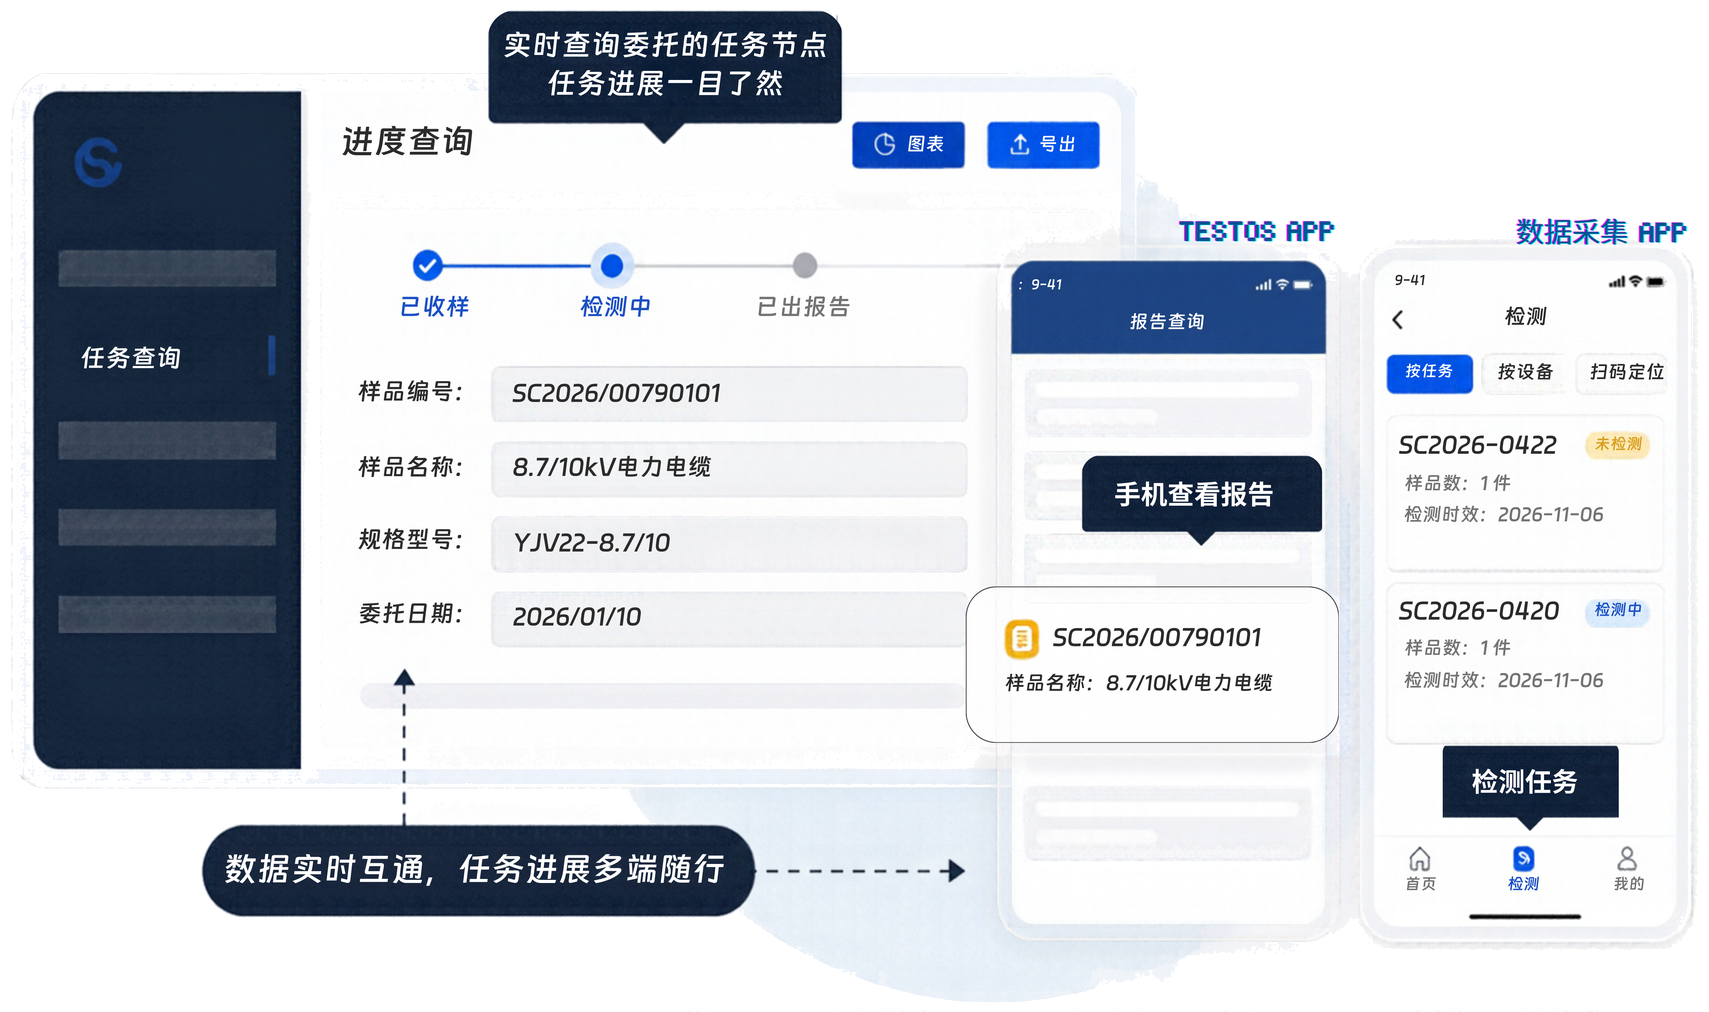 实时查询委托的任务节点
任务进展一目了然
进度查询
图表
号出
任务查询
已收样
检测中
已出报告
样品编号：
SC2026/00790101
样品名称：
8.7/10kV电力电缆
规格型号：
YJV22-8.7/10
委托日期：
2026/01/10
数据实时互通，任务进展多端随行
TESTOS APP
: 9-41
报告查询
手机查看报告
SC2026/00790101
样品名称：8.7/10kV电力电缆
数据采集 APP
9-41
检测
按任务
按设备
扫码定位
SC2026-0422
未检测
样品数：1件
检测时效：2026-11-06
SC2026-0420
检测中
样品数：1件
检测时效：2026-11-06
检测任务
首页
检测
我的